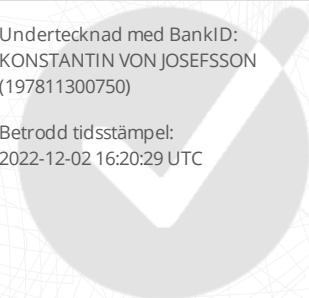 Undertecknad med BankID:
KONSTANTIN VON JOSEFSSON
(197811300750)
Betrodd tidsstämpel:
2022-12-02 16:20:29 UTC